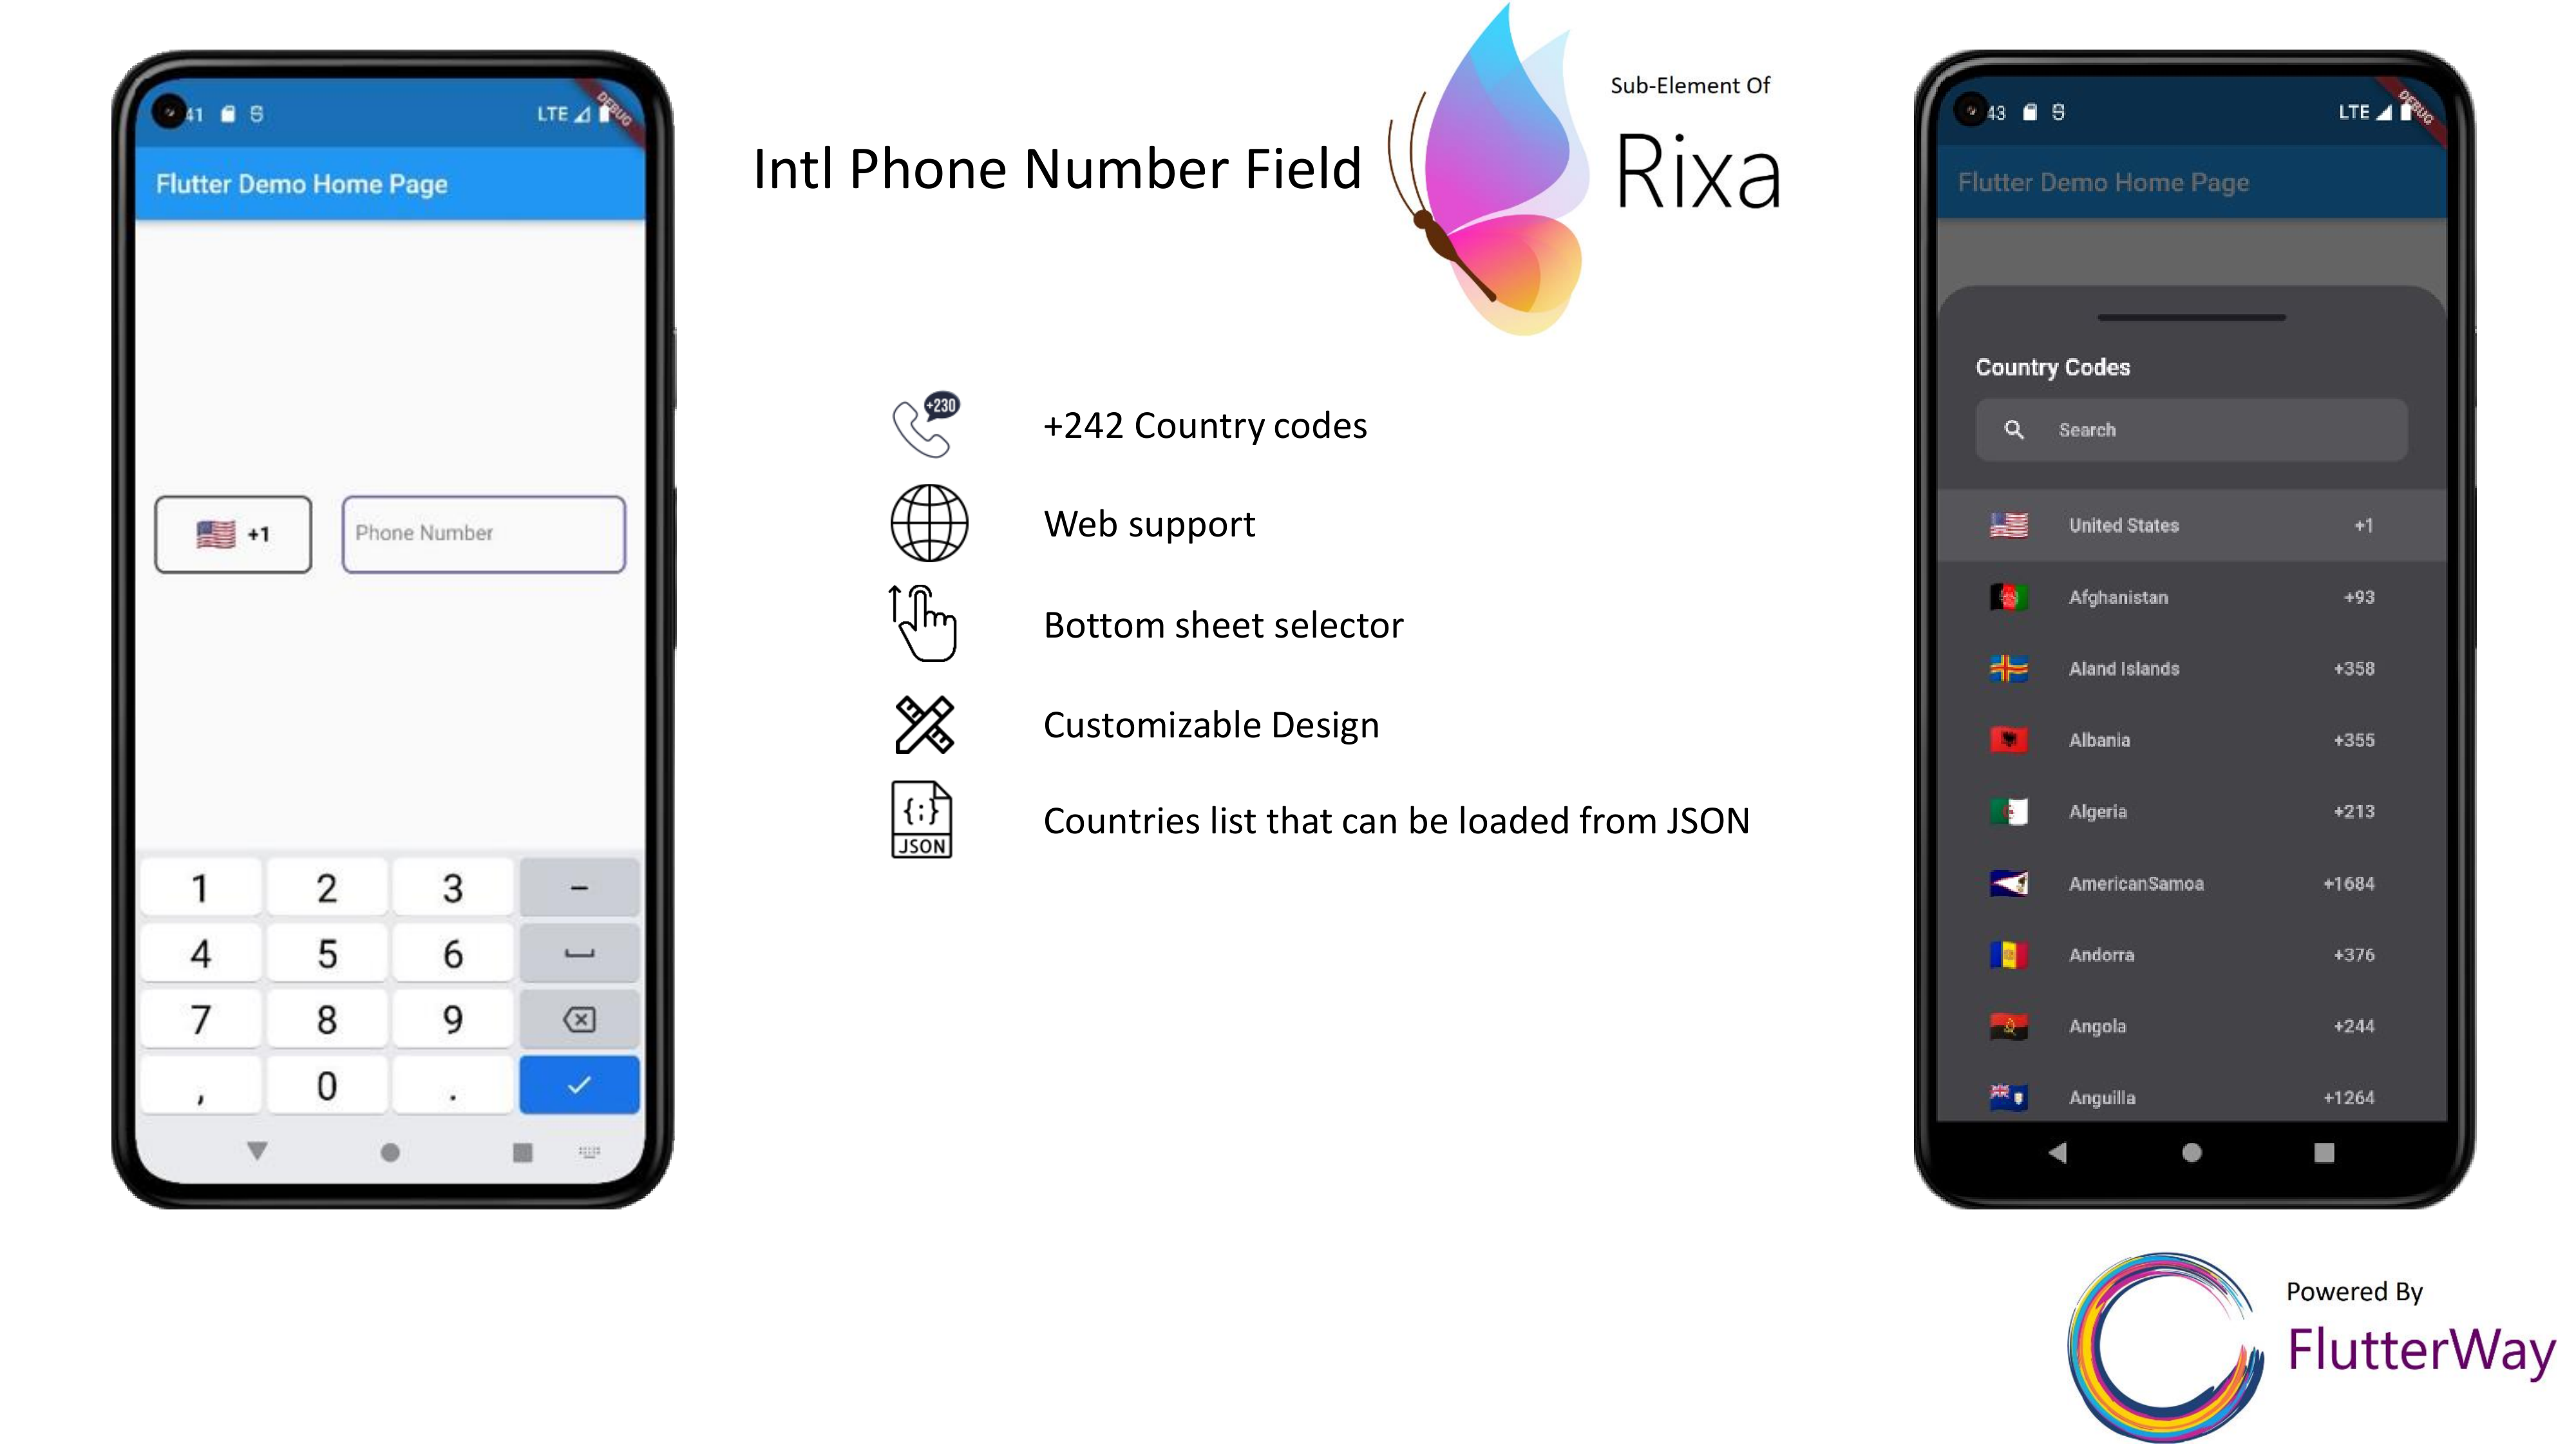 41
LTE
DEBUG
Flutter Demo Home Page
+1
Phone Number
1 2 3 –
4 5 6
7 8 9
, 0 .
Intl Phone Number Field
Sub-Element Of
Rixa
+230
+242 Country codes
Web support
Bottom sheet selector
Customizable Design
{;}
JSON
Countries list that can be loaded from JSON
43
LTE
DEBUG
Flutter Demo Home Page
Country Codes
Search
United States +1
Afghanistan +93
Aland Islands +358
Albania +355
Algeria +213
AmericanSamoa +1684
Andorra +376
Angola +244
Anguilla +1264
Powered By
FlutterWay